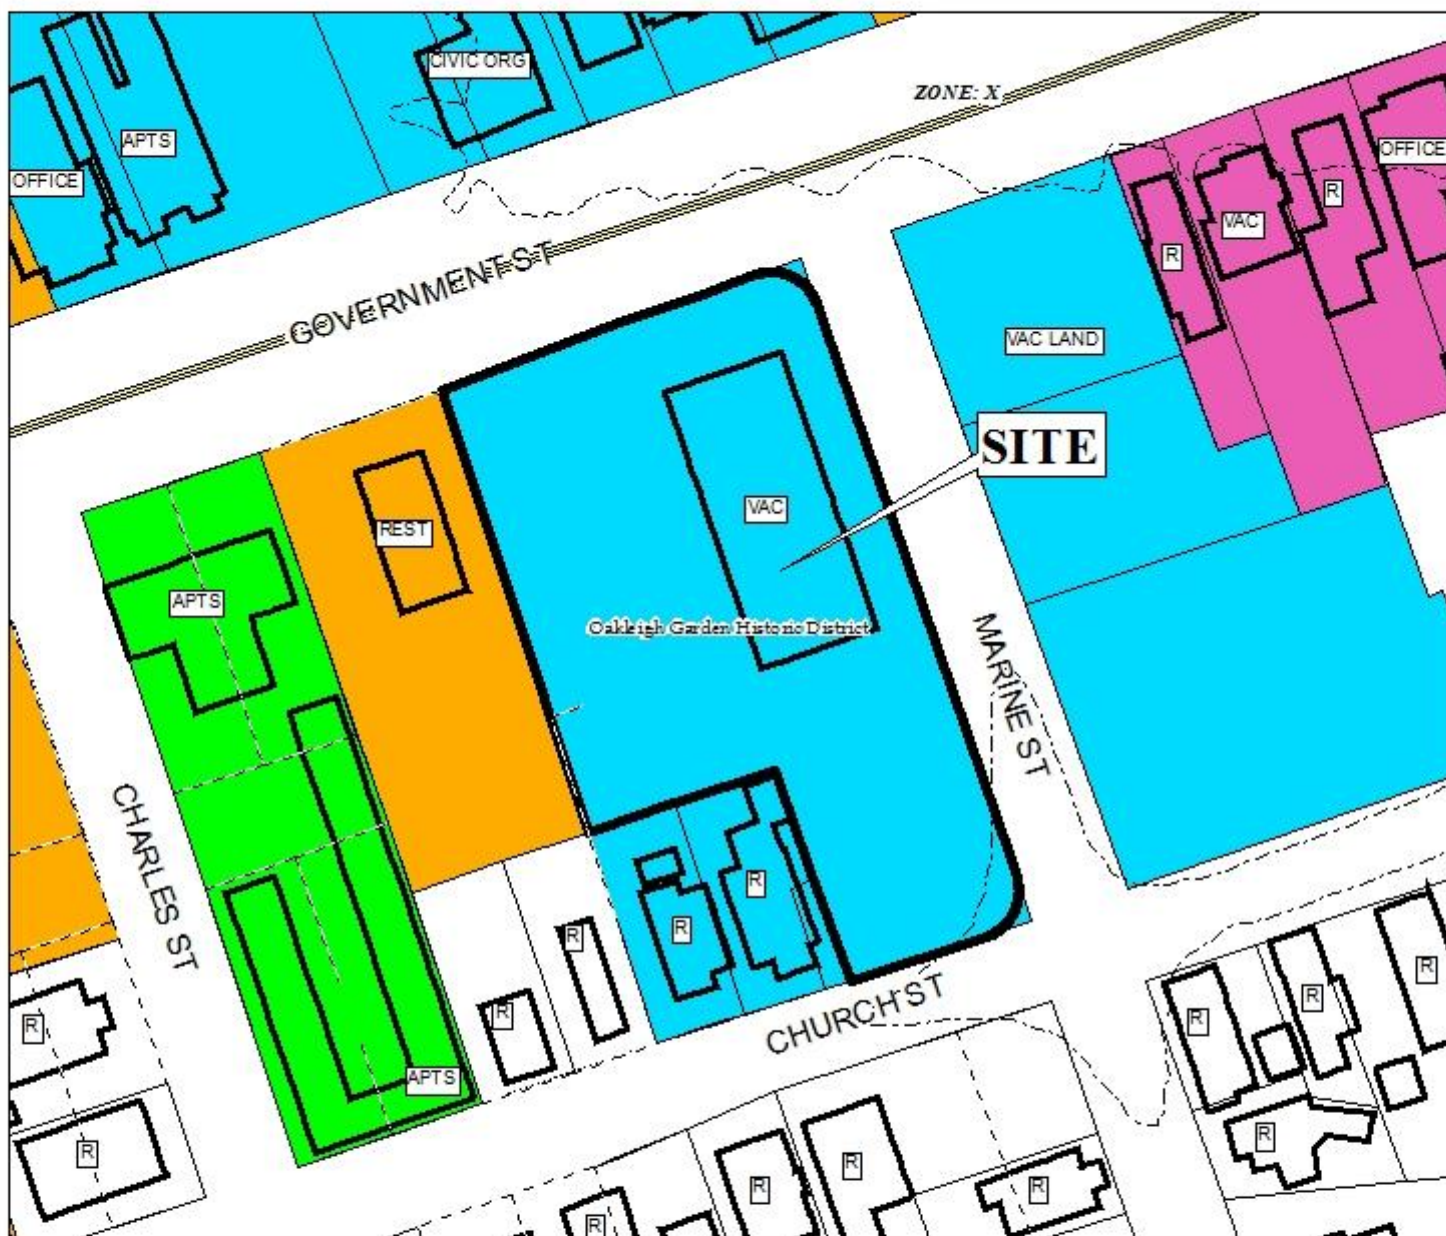 CIVIC ORG
ZONE: X
APTS
OFFICE
OFFICE
R
VAC
R
GOVERNMENT ST
VAC LAND
SITE
VAC
REST
APTS
Oakleigh Garden Historic District
MARINE ST
CHARLES ST
R
R
R
R
R
R
R
R
CHURCH ST
APTS
R
R
R
R
R
R